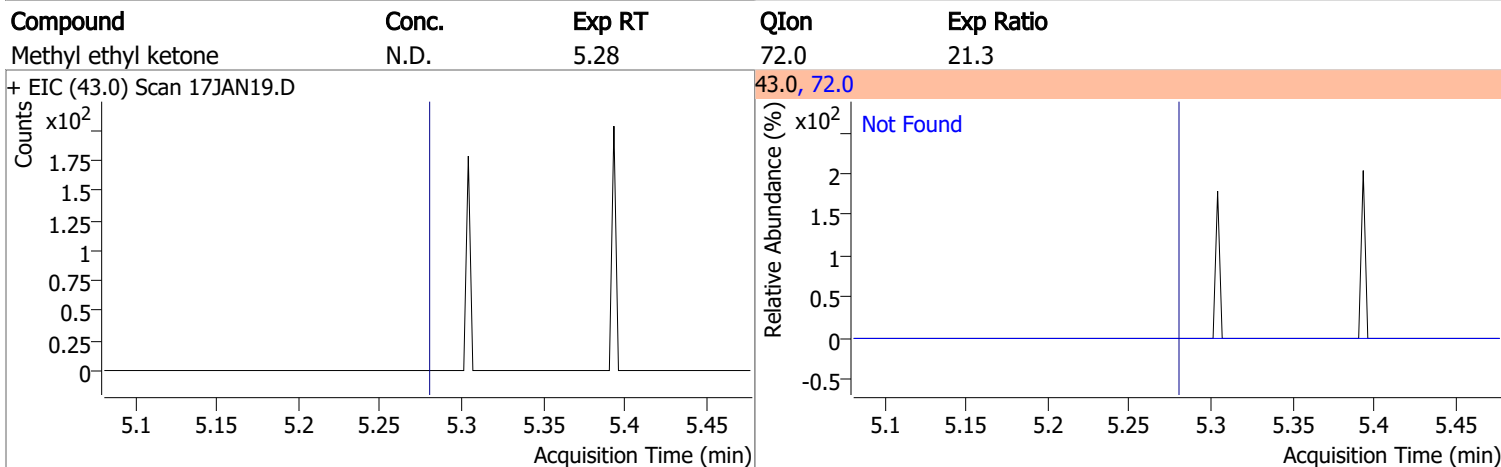 Compound Conc. Exp RT QIon Exp Ratio
Methyl ethyl ketone N.D. 5.28 72.0 21.3
+ EIC (43.0) Scan 17JAN19.D
Counts
x10²
1.75
1.5
1.25
1
0.75
0.5
0.25
0
5.1 5.15 5.2 5.25 5.3 5.35 5.4 5.45
Acquisition Time (min)
43.0, 72.0
Relative Abundance (%)
x10²
Not Found
2
1.5
1
0.5
0
-0.5
5.1 5.15 5.2 5.25 5.3 5.35 5.4 5.45
Acquisition Time (min)